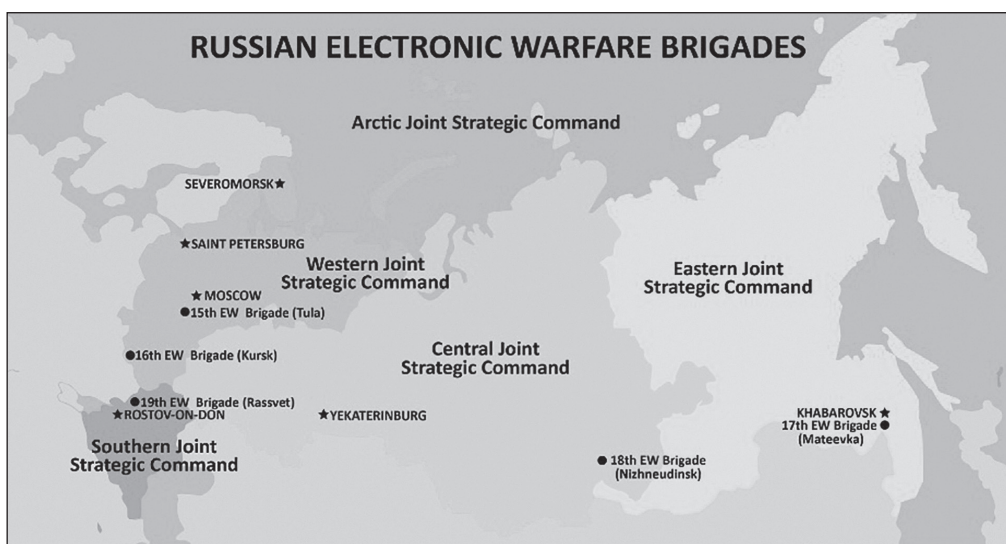 RUSSIAN ELECTRONIC WARFARE BRIGADES
Arctic Joint Strategic Command
SEVEROMORSK
SAINT PETERSBURG
Western Joint
Strategic Command
Eastern Joint
Strategic Command
MOSCOW
15th EW Brigade (Tula)
16th EW Brigade (Kursk)
Central Joint
Strategic Command
19th EW Brigade (Rassvet)
ROSTOV-ON-DON
YEKATERINBURG
KHABAROVSK
17th EW Brigade
(Mateevka)
Southern Joint
Strategic Command
18th EW Brigade
(Nizhneudinsk)